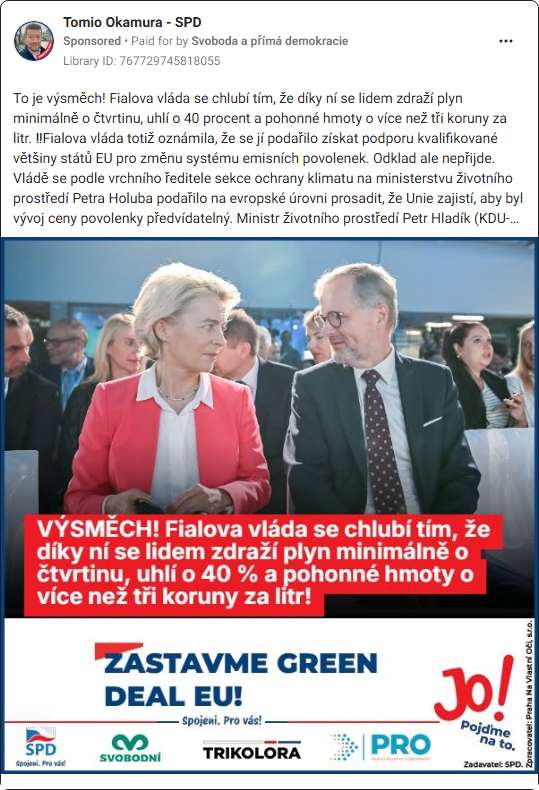 Tomio Okamura - SPD
Sponsored • Paid for by Svoboda a přímá demokracie
Library ID: 767729745818055
To je výsměch! Fialova vláda se chlubí tím, že díky ní se lidem zdraží plyn
minimálně o čtvrtinu, uhlí o 40 procent a pohonné hmoty o více než tři koruny za
litr. ‼Fialova vláda totiž oznámila, že se jí podařilo získat podporu kvalifikované
většiny států EU pro změnu systému emisních povolenek. Odklad ale nepřijde.
Vládě se podle vrchního ředitele sekce ochrany klimatu na ministerstvu životního
prostředí Petra Holuba podařilo na evropské úrovni prosadit, že Unie zajistí, aby byl
vývoj ceny povolenky předvídatelný. Ministr životního prostředí Petr Hladík (KDU-...
VÝSMĚCH! Fialova vláda se chlubí tím, že
díky ní se lidem zdraží plyn minimálně o
čtvrtinu, uhlí o 40 % a pohonné hmoty o
více než tři koruny za litr!
ZASTAVME GREEN
DEAL EU!
Spojeni. Pro vás!
SPD
Spojeni. Pro vás!
SVOBODNÍ
TRIKOLORA
PRO
Jo!
Pojďme
na to.
Zadavatel: SPD.
Zpracovatel: Praha Na Vlastní Oči, s.r.o.